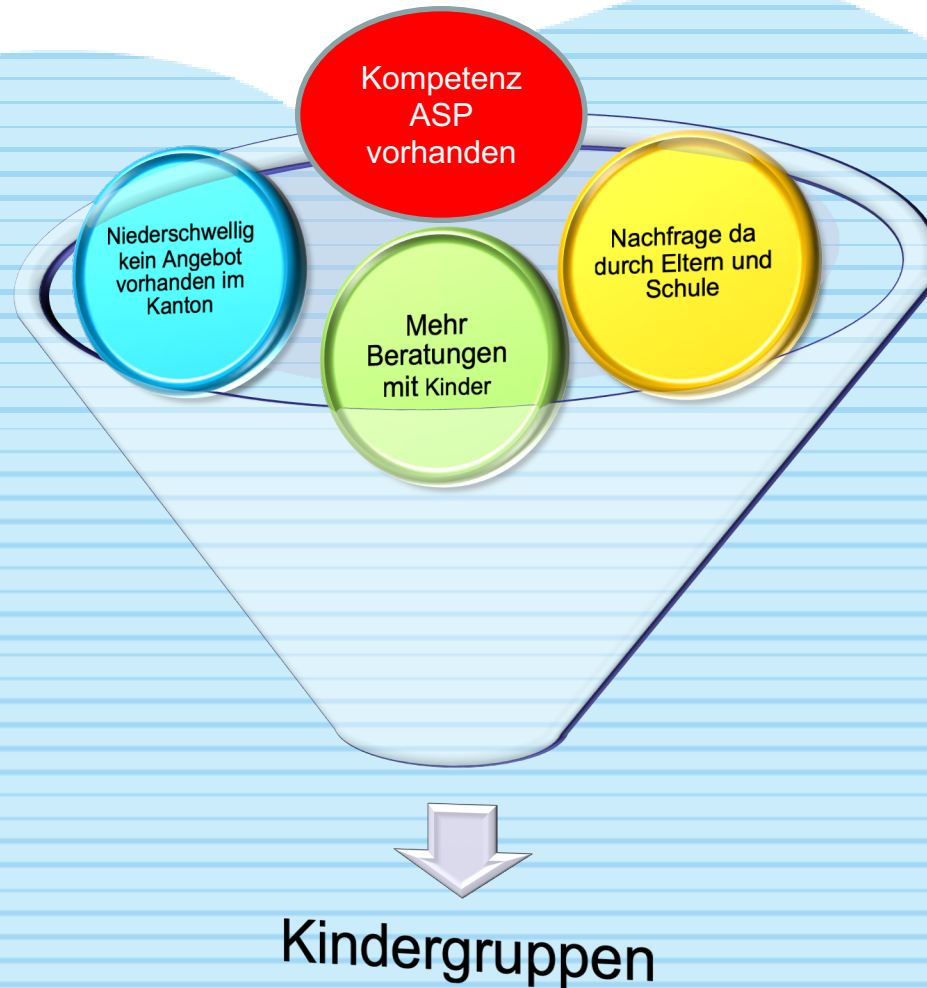 Kompetenz
ASP
vorhanden
Niederschwellig
kein Angebot
vorhanden im
Kanton
Mehr
Beratungen
mit Kinder
Nachfrage da
durch Eltern und
Schule
Kindergruppen